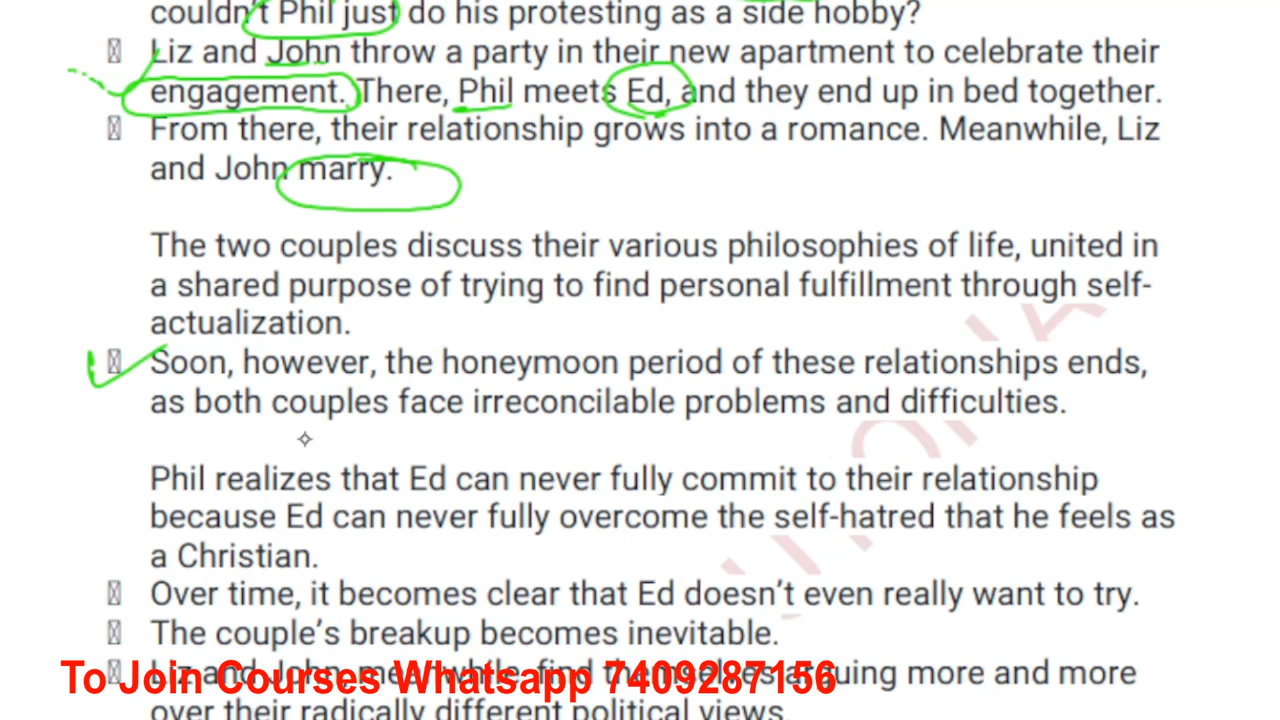 couldn't Phil just do his protesting as a side hobby?
Liz and John throw a party in their new apartment to celebrate their
engagement. There, Phil meets Ed, and they end up in bed together.
From there, their relationship grows into a romance. Meanwhile, Liz
and John marry.
The two couples discuss their various philosophies of life, united in
a shared purpose of trying to find personal fulfillment through self-
actualization.
Soon, however, the honeymoon period of these relationships ends,
as both couples face irreconcilable problems and difficulties.
Phil realizes that Ed can never fully commit to their relationship
because Ed can never fully overcome the self-hatred that he feels as
a Christian.
Over time, it becomes clear that Ed doesn't even really want to try.
The couple's breakup becomes inevitable.
Liz and John, meanwhile, find themselves arguing more and more
To Join Courses Whatsapp 7409287156
over their radically different political views.